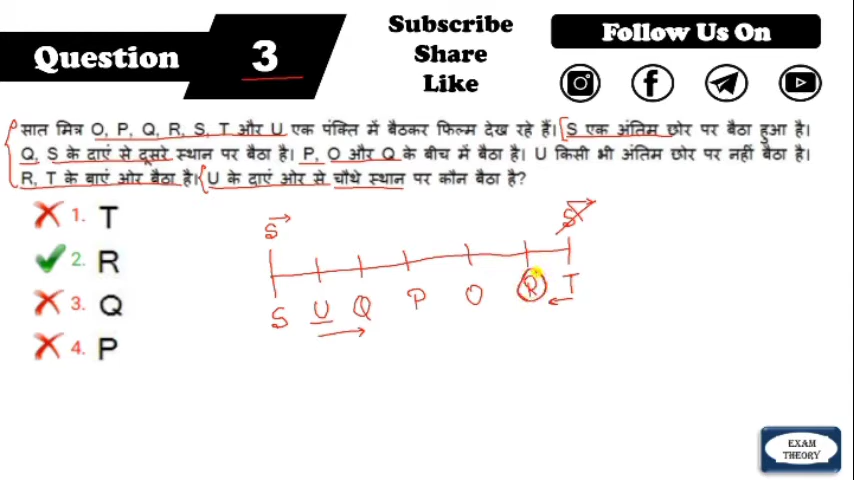 Question
3
Subscribe
Share
Like
Follow Us On
सात मित्र O, P, Q, R, S, T और U एक पंक्ति में बैठकर फिल्म देख रहे हैं। S एक अंतिम छोर पर बैठा हुआ है।
Q, S के दाएं से दूसरे स्थान पर बैठा है। P, O और Q के बीच में बैठा है। U किसी भी अंतिम छोर पर नहीं बैठा है।
R, T के बाएं ओर बैठा है। U के दाएं ओर से चौथे स्थान पर कौन बैठा है?
1. T
2. R
3. Q
4. P
S S
S U Q P O R T
EXAM
THEORY